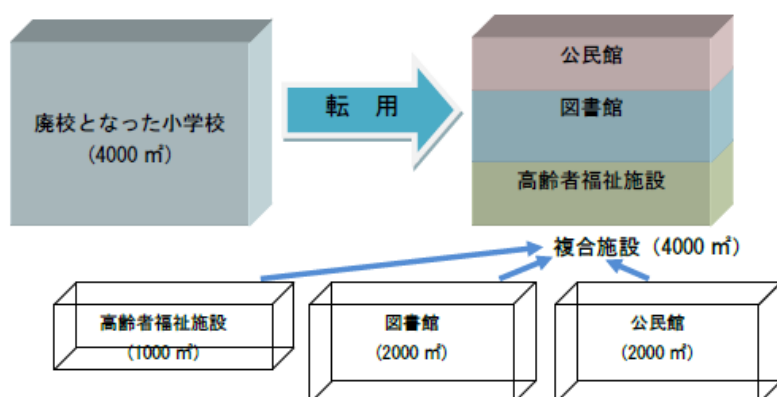 廃校となった小学校
(4000 ㎡)
転 用
公民館
図書館
高齢者福祉施設
複合施設（4000 ㎡）
高齢者福祉施設
(1000 ㎡)
図書館
(2000 ㎡)
公民館
(2000 ㎡)